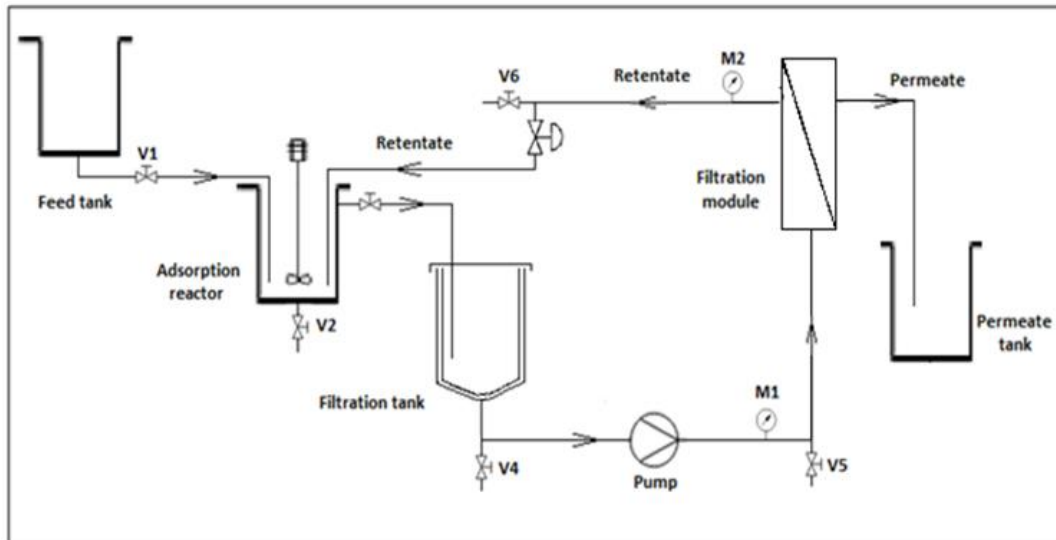 M2
V6
Retentate
Permeate
V1
Retentate
Feed tank
Filtration
module
Adsorption
reactor
V2
Permeate
tank
Filtration tank
M1
V4
V5
Pump